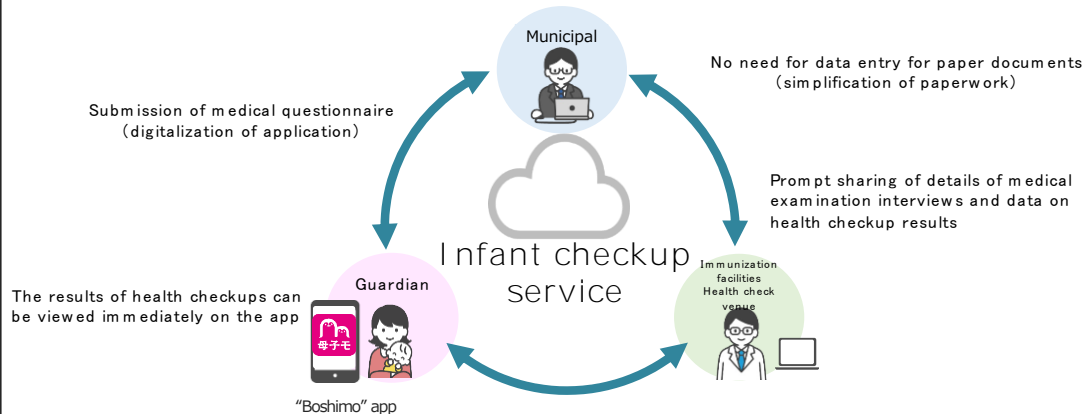 Municipal
No need for data entry for paper documents
（simplification of paperwork）
Submission of medical questionnaire
（digitalization of application）
Prompt sharing of details of medical
examination interviews and data on
health checkup results
Infant checkup
service
Immunization
facilities
Health check
venue
Guardian
The results of health checkups can
be viewed immediately on the app
母子モ
“Boshimo” app